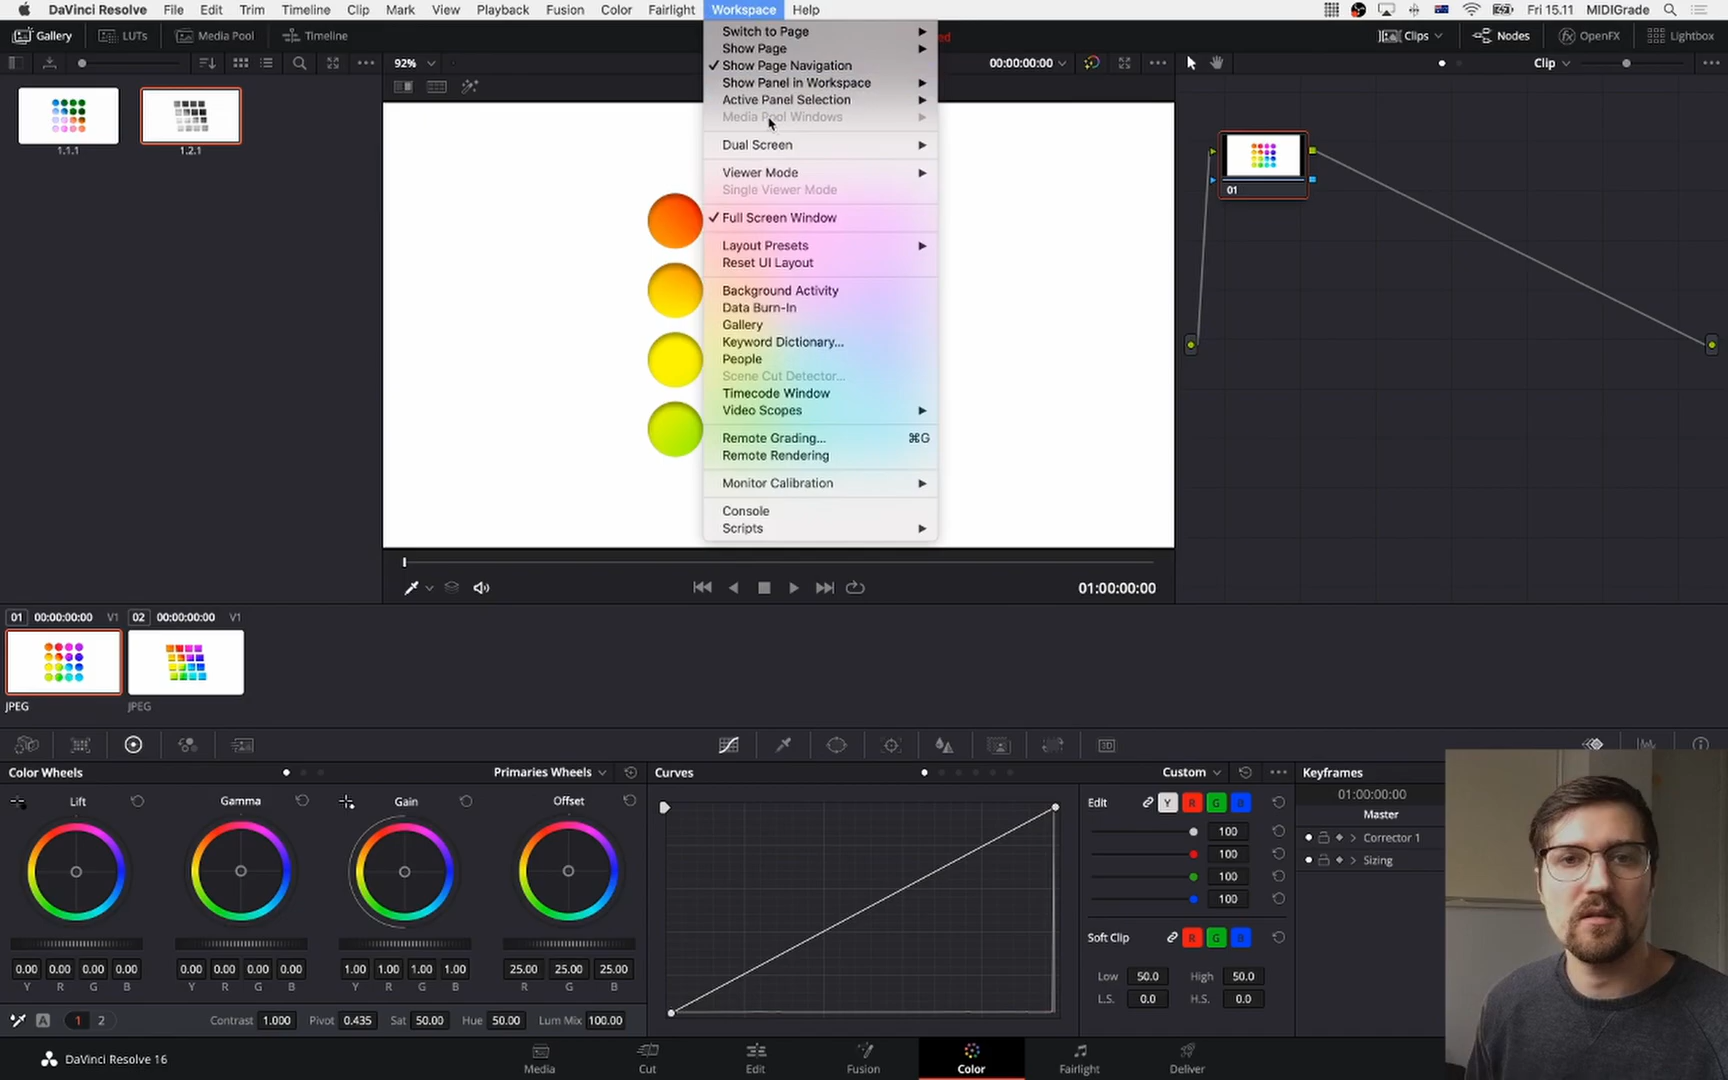 DaVinci Resolve File Edit Trim Timeline Clip Mark View Playback Fusion Color Fairlight Workspace Help Fri 15.11 MIDIGrade
Gallery LUTs Media Pool Timeline Clips Nodes OpenFX Lightbox
92% 00:00:00:00 Clip
Switch to Page
Show Page
Show Page Navigation
Show Panel in Workspace
Active Panel Selection
Media Pool Windows
Dual Screen
Viewer Mode
Single Viewer Mode
Full Screen Window
Layout Presets
Reset UI Layout
Background Activity
Data Burn-In
Gallery
Keyword Dictionary...
People
Scene Cut Detector...
Timecode Window
Video Scopes
Remote Grading... ⌘G
Remote Rendering
Monitor Calibration
Console
Scripts
1.1.1 1.2.1
01
01:00:00:00
01 00:00:00:00 V1 02 00:00:00:00 V1
JPEG JPEG
3D
Color Wheels Primaries Wheels Curves Custom Keyframes
Lift Gamma Gain Offset
Edit Y R G B
100
100
100
100
Soft Clip R G B
Low 50.0 High 50.0
L.S. 0.0 H.S. 0.0
01:00:00:00
Master
Corrector 1
Sizing
0.00 0.00 0.00 0.00 0.00 0.00 0.00 0.00 1.00 1.00 1.00 1.00 25.00 25.00 25.00
Y R G B Y R G B Y R G B R G B
A 1 2 Contrast 1.000 Pivot 0.435 Sat 50.00 Hue 50.00 Lum Mix 100.00
DaVinci Resolve 16 Media Cut Edit Fusion Color Fairlight Deliver